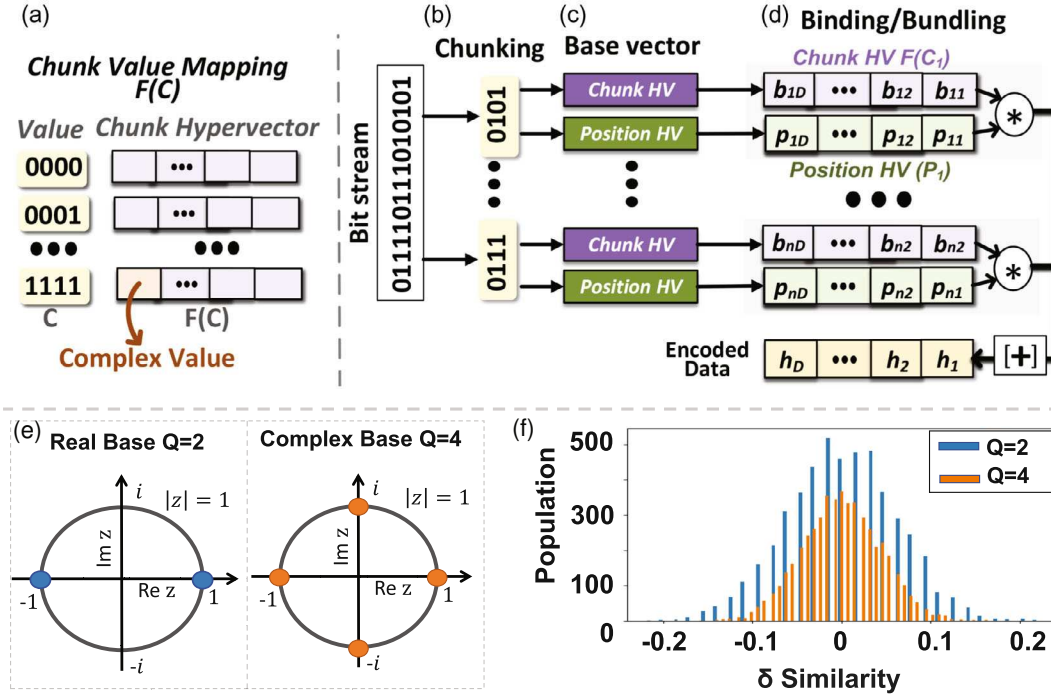 (a)
Chunk Value Mapping
F(C)
Value Chunk Hypervector
0000
0001
1111
C F(C)
Complex Value
Bit stream
(b)
Chunking
0101
0111
(c)
Base vector
Chunk HV
Position HV
Chunk HV
Position HV
(d)
Binding/Bundling
Chunk HV F(C₁)
b₁D ••• b₁₂ b₁₁
p₁D ••• p₁₂ p₁₁
*
Position HV (P₁)
bₙD ••• bₙ₂ bₙ₂
pₙD ••• pₙ₂ pₙ₁
*
Encoded
Data
h_D ••• h₂ h₁
[+]
(e)
Real Base Q=2
i
|z| = 1
Im z
Re z
-1
1
-i
Complex Base Q=4
i
|z| = 1
Im z
Re z
-1
1
-i
(f)
Q=2
Q=4
Population
500
300
100
0
-0.2 -0.1 0 0.1 0.2
δ Similarity